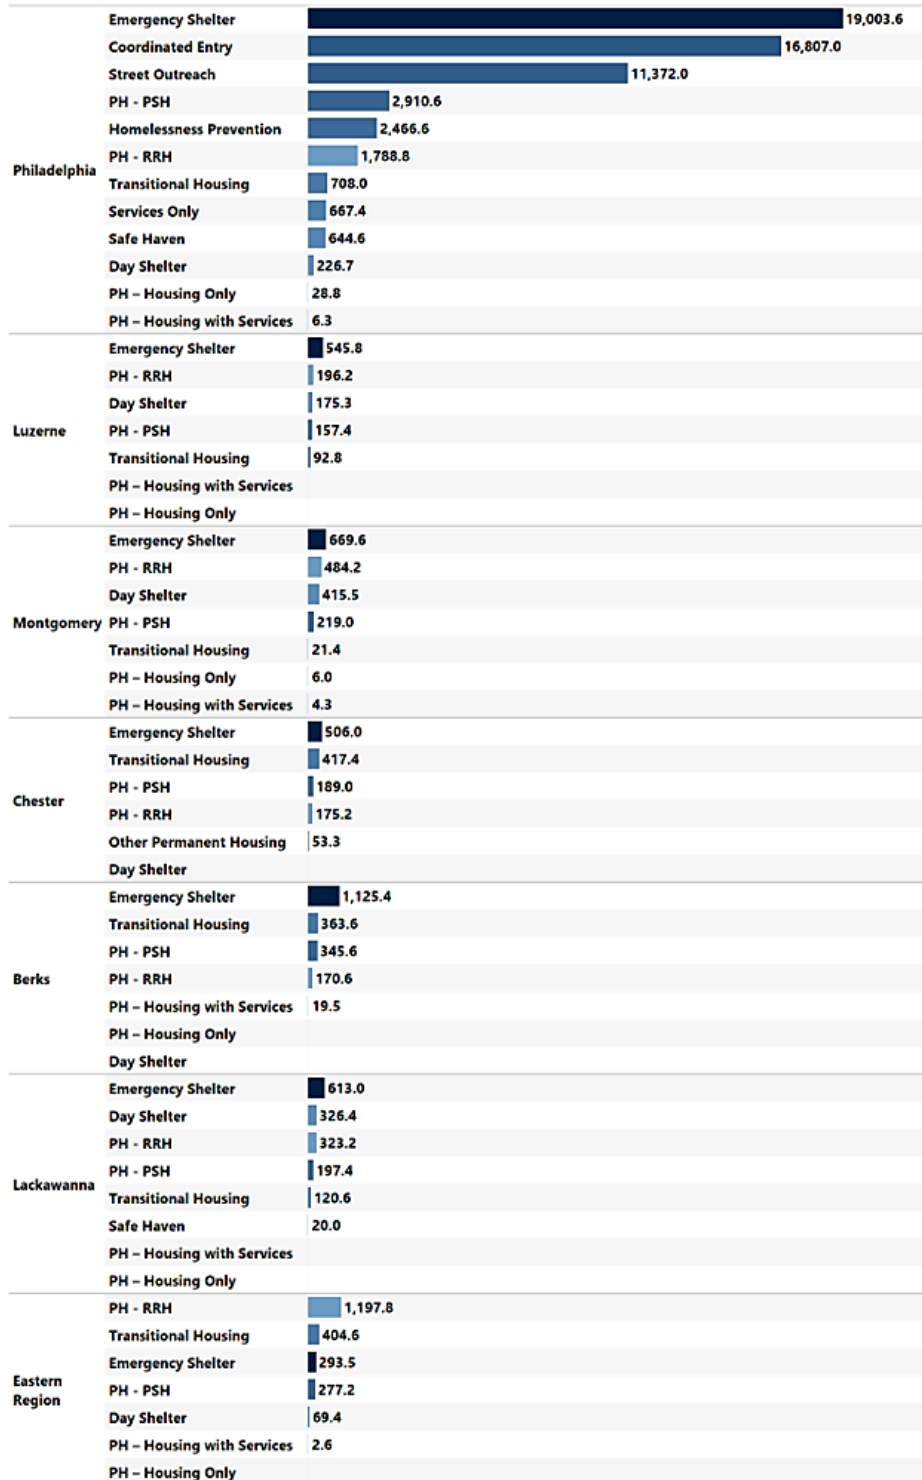 Philadelphia
Emergency Shelter 19,003.6
Coordinated Entry 16,807.0
Street Outreach 11,372.0
PH - PSH 2,910.6
Homelessness Prevention 2,466.6
PH - RRH 1,788.8
Transitional Housing 708.0
Services Only 667.4
Safe Haven 644.6
Day Shelter 226.7
PH – Housing Only 28.8
PH – Housing with Services 6.3
Luzerne
Emergency Shelter 545.8
PH - RRH 196.2
Day Shelter 175.3
PH - PSH 157.4
Transitional Housing 92.8
PH – Housing with Services
PH – Housing Only
Montgomery
Emergency Shelter 669.6
PH - RRH 484.2
Day Shelter 415.5
PH - PSH 219.0
Transitional Housing 21.4
PH – Housing Only 6.0
PH – Housing with Services 4.3
Chester
Emergency Shelter 506.0
Transitional Housing 417.4
PH - PSH 189.0
PH - RRH 175.2
Other Permanent Housing 53.3
Day Shelter
Berks
Emergency Shelter 1,125.4
Transitional Housing 363.6
PH - PSH 345.6
PH - RRH 170.6
PH – Housing with Services 19.5
PH – Housing Only
Day Shelter
Lackawanna
Emergency Shelter 613.0
Day Shelter 326.4
PH - RRH 323.2
PH - PSH 197.4
Transitional Housing 120.6
Safe Haven 20.0
PH – Housing with Services
PH – Housing Only
Eastern
Region
PH - RRH 1,197.8
Transitional Housing 404.6
Emergency Shelter 293.5
PH - PSH 277.2
Day Shelter 69.4
PH – Housing with Services 2.6
PH – Housing Only